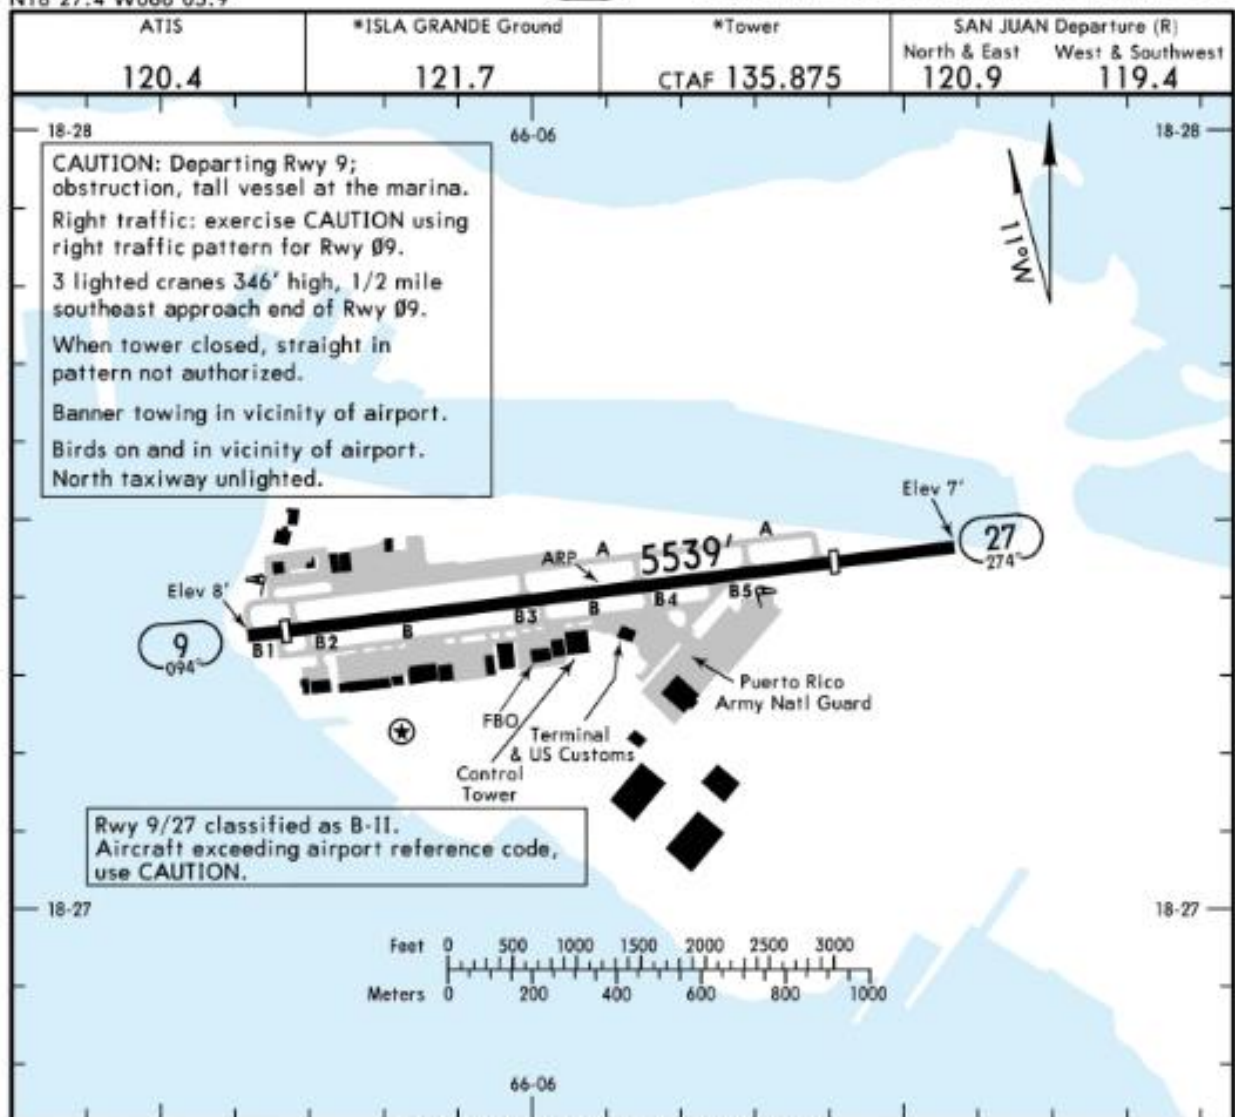 N18 27.4 W066 05.9
ATIS
120.4
*ISLA GRANDE Ground
121.7
*Tower
CTAF 135.875
SAN JUAN Departure (R)
North & East West & Southwest
120.9 119.4
18-28 66-06 18-28
CAUTION: Departing Rwy 9;
obstruction, tall vessel at the marina.
Right traffic: exercise CAUTION using
right traffic pattern for Rwy Ø9.
3 lighted cranes 346' high, 1/2 mile
southeast approach end of Rwy Ø9.
When tower closed, straight in
pattern not authorized.
Banner towing in vicinity of airport.
Birds on and in vicinity of airport.
North taxiway unlighted.
11°W
Elev 7'
27
274°
A
A
5539'
ARP
Elev 8'
9
094°
B1
B2
B
B3
B
B4
B5
Puerto Rico
Army Natl Guard
FBO
Terminal
& US Customs
Control
Tower
Rwy 9/27 classified as B-II.
Aircraft exceeding airport reference code,
use CAUTION.
18-27 18-27
Feet 0 500 1000 1500 2000 2500 3000
Meters 0 200 400 600 800 1000
66-06